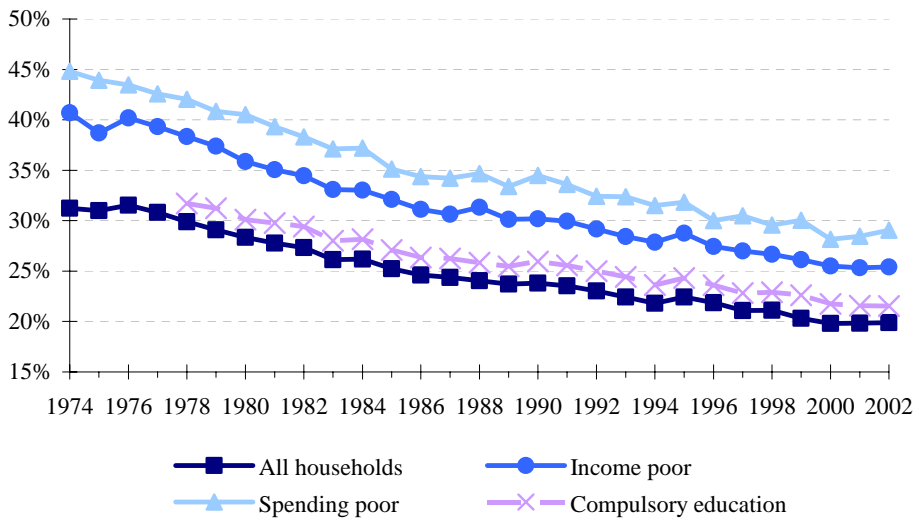 50%
45%
40%
35%
30%
25%
20%
15%
1974 1976 1978 1980 1982 1984 1986 1988 1990 1992 1994 1996 1998 2000 2002
All households Income poor
Spending poor Compulsory education